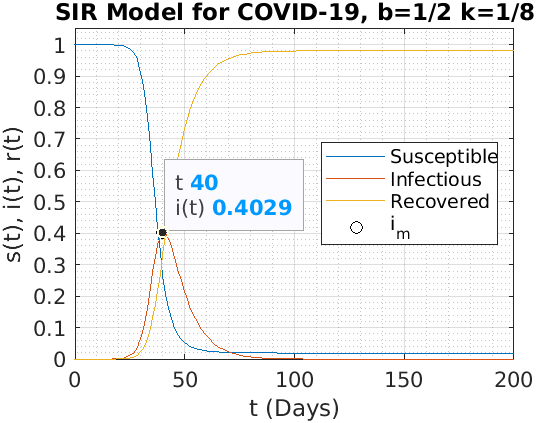 SIR Model for COVID-19, b=1/2 k=1/8
s(t), i(t), r(t)
1
0.9
0.8
0.7
0.6
0.5
0.4
0.3
0.2
0.1
0
t 40
i(t) 0.4029
Susceptible
Infectious
Recovered
i_m
0 50 100 150 200
t (Days)